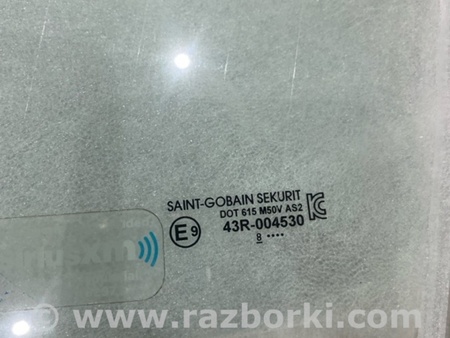 SAINT-GOBAIN SEKURIT
DOT 615 M50V AS2
E9 43R-004530
8 ••••
www.razborki.com